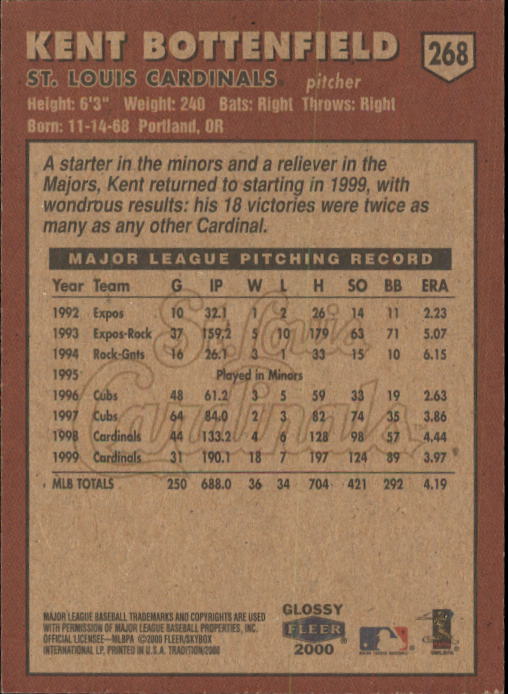 KENT BOTTENFIELD
268
ST. LOUIS CARDINALS® pitcher
Height: 6'3" Weight: 240 Bats: Right Throws: Right
Born: 11-14-68 Portland, OR
A starter in the minors and a reliever in the
Majors, Kent returned to starting in 1999, with
wondrous results: his 18 victories were twice as
many as any other Cardinal.
MAJOR LEAGUE PITCHING RECORD
Year Team G IP W L H SO BB ERA
1992 Expos 10 32.1 1 2 26 14 11 2.23
1993 Expos-Rock 37 159.2 5 10 179 63 71 5.07
1994 Rock-Gnts 16 26.1 3 1 33 15 10 6.15
1995 Played in Minors
1996 Cubs 48 61.2 3 5 59 33 19 2.63
1997 Cubs 64 84.0 2 3 82 74 35 3.86
1998 Cardinals 44 133.2 4 6 128 98 57 4.44
1999 Cardinals 31 190.1 18 7 197 124 89 3.97
MLB TOTALS 250 688.0 36 34 704 421 292 4.19
St. Louis
Cardinals
MAJOR LEAGUE BASEBALL TRADEMARKS AND COPYRIGHTS ARE USED
WITH PERMISSION OF MAJOR LEAGUE BASEBALL PROPERTIES, INC.
OFFICIAL LICENSEE—MLBPA ©2000 FLEER/SKYBOX
INTERNATIONAL LP. PRINTED IN U.S.A. TRADITION/2000
GLOSSY
FLEER
2000